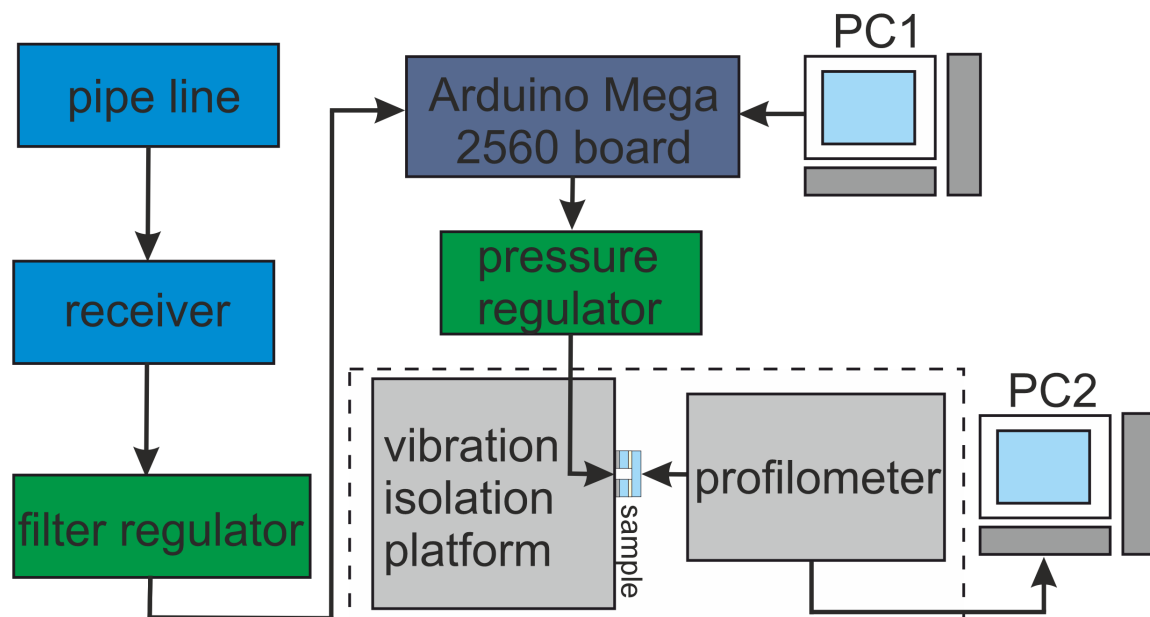 pipe line
receiver
filter regulator
Arduino Mega
2560 board
PC1
pressure
regulator
vibration
isolation
platform
sample
profilometer
PC2